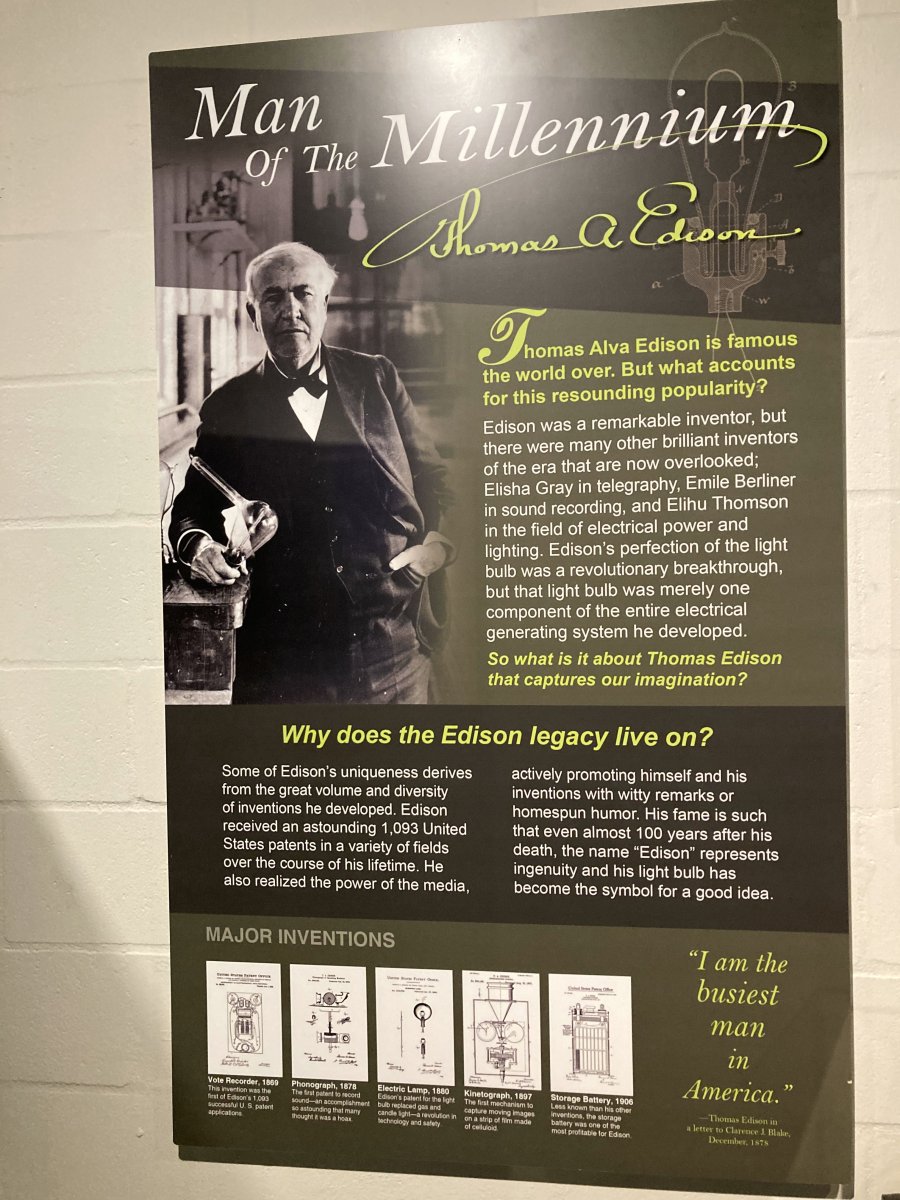 Man
Of The Millennium
Thomas A Edison
Thomas Alva Edison is famous
the world over. But what accounts
for this resounding popularity?
Edison was a remarkable inventor, but
there were many other brilliant inventors
of the era that are now overlooked;
Elisha Gray in telegraphy, Emile Berliner
in sound recording, and Elihu Thomson
in the field of electrical power and
lighting. Edison's perfection of the light
bulb was a revolutionary breakthrough,
but that light bulb was merely one
component of the entire electrical
generating system he developed.
So what is it about Thomas Edison
that captures our imagination?
Why does the Edison legacy live on?
Some of Edison's uniqueness derives
from the great volume and diversity
of inventions he developed. Edison
received an astounding 1,093 United
States patents in a variety of fields
over the course of his lifetime. He
also realized the power of the media,
actively promoting himself and his
inventions with witty remarks or
homespun humor. His fame is such
that even almost 100 years after his
death, the name “Edison” represents
ingenuity and his light bulb has
become the symbol for a good idea.
MAJOR INVENTIONS
United States Patent Office
Vote Recorder, 1869
This invention was the
first of Edison's 1,093
successful U. S. patent
applications.
Phonograph, 1878
The first patent to record
sound—an accomplishment
so astounding that many
thought it was a hoax.
United States Patent Office.
Electric Lamp, 1880
Edison's patent for the light
bulb replaced gas and
candle light—a revolution in
technology and safety.
Kinetograph, 1897
The first mechanism to
capture moving images
on a strip of film made
of celluloid.
United States Patent Office
Storage Battery, 1906
Less known than his other
inventions, the storage
battery was one of the
most profitable for Edison.
“I am the
busiest
man
in
America.”
—Thomas Edison in
a letter to Clarence J. Blake,
December, 1878